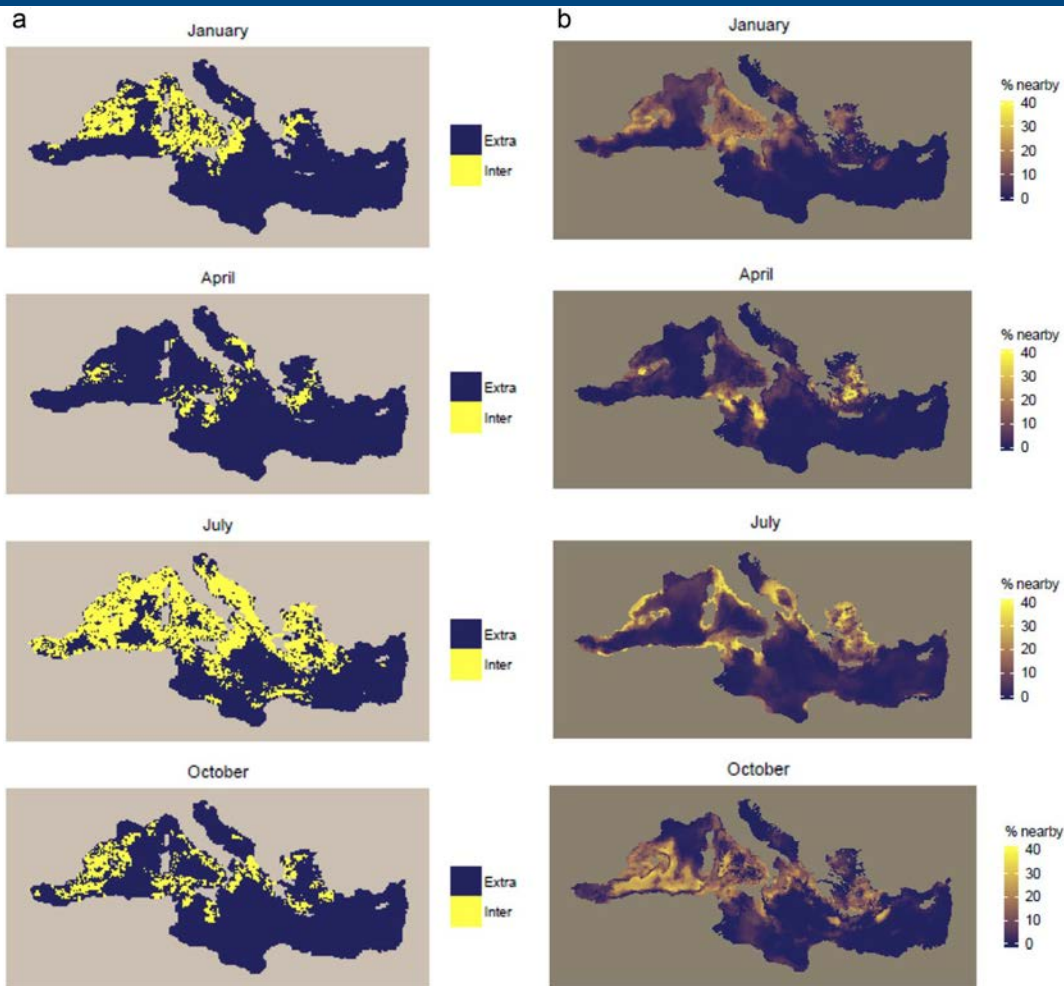 a
January
Extra
Inter
April
Extra
Inter
July
Extra
Inter
October
Extra
Inter
b
January
% nearby
40
30
20
10
0
April
% nearby
40
30
20
10
0
July
% nearby
40
30
20
10
0
October
% nearby
40
30
20
10
0